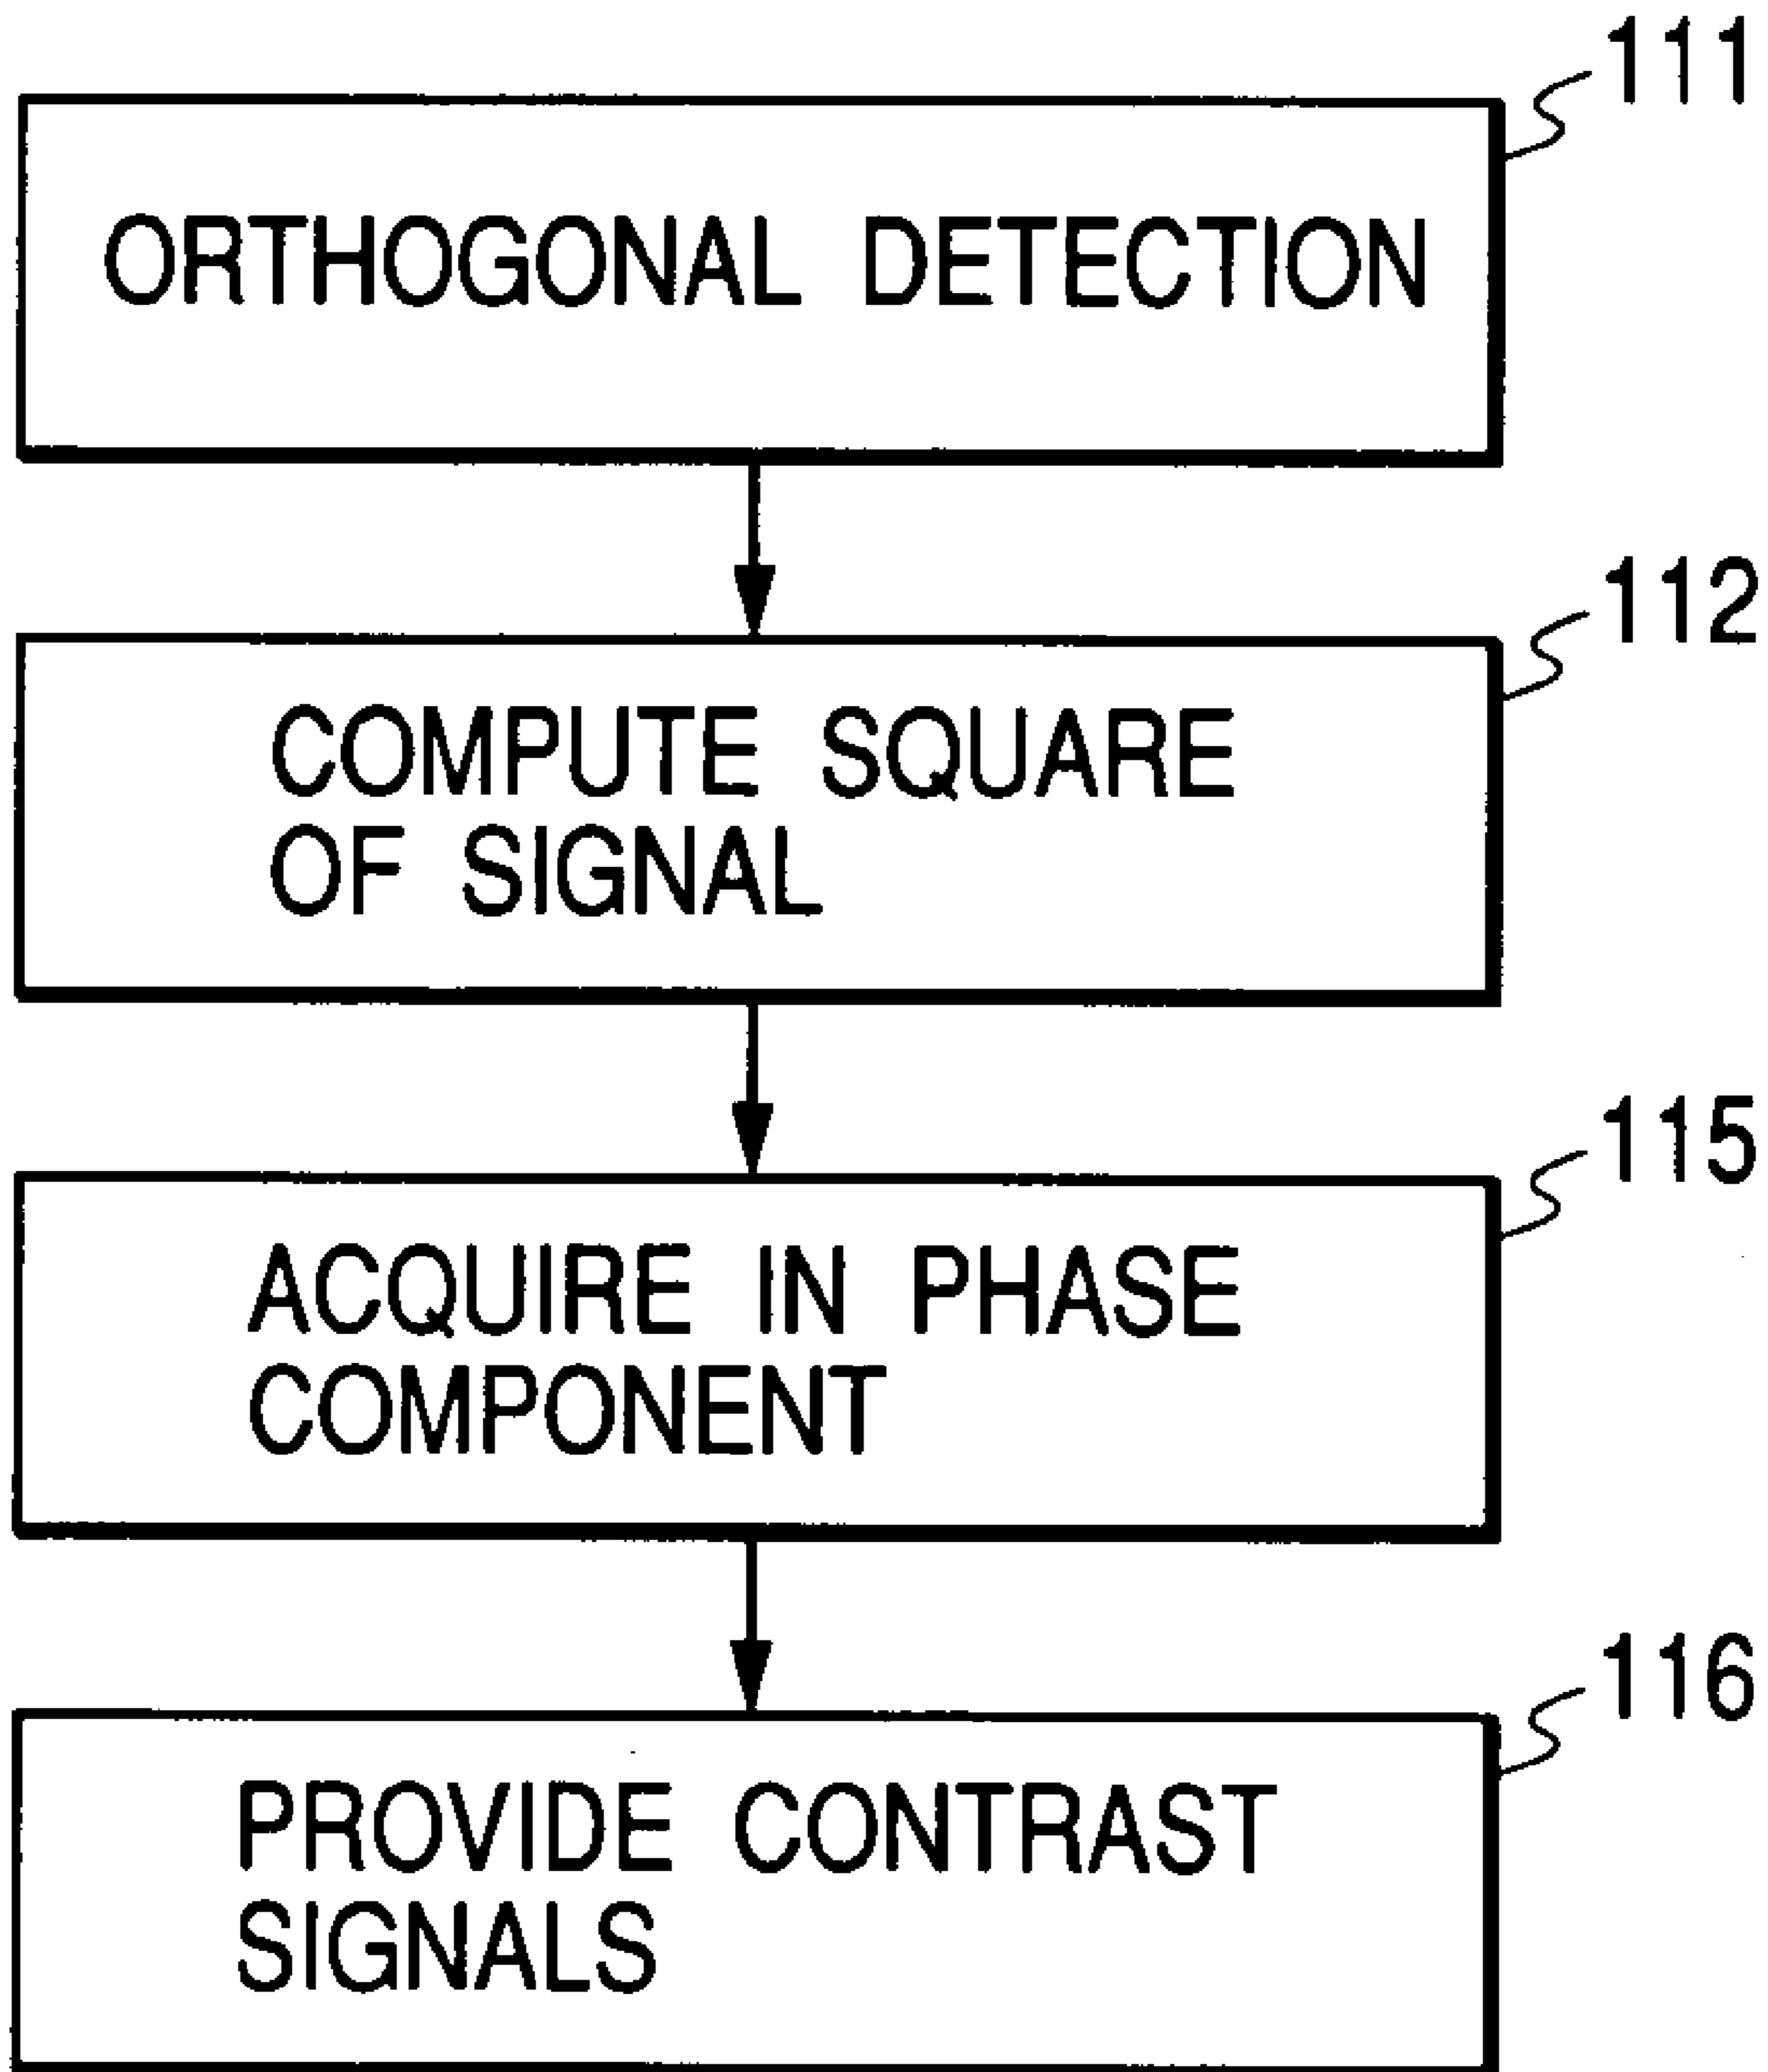 111
ORTHOGONAL DETECTION
112
COMPUTE SQUARE
OF SIGNAL
115
ACQUIRE IN PHASE
COMPONENT
116
PROVIDE CONTRAST
SIGNALS